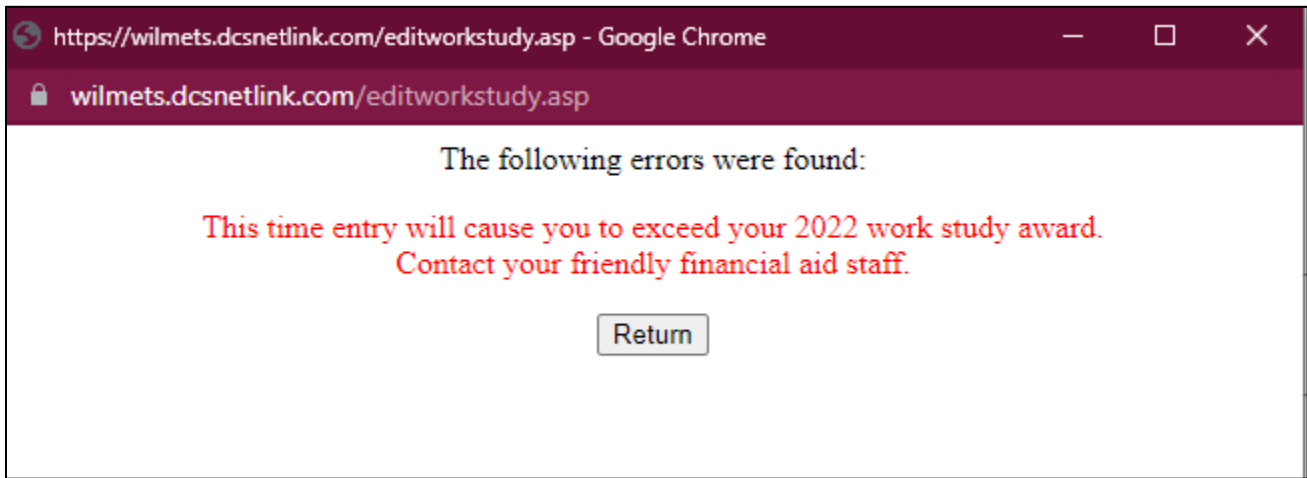 https://wilmets.dcsnetlink.com/editworkstudy.asp - Google Chrome
wilmets.dcsnetlink.com/editworkstudy.asp
The following errors were found:
This time entry will cause you to exceed your 2022 work study award.
Contact your friendly financial aid staff.
Return